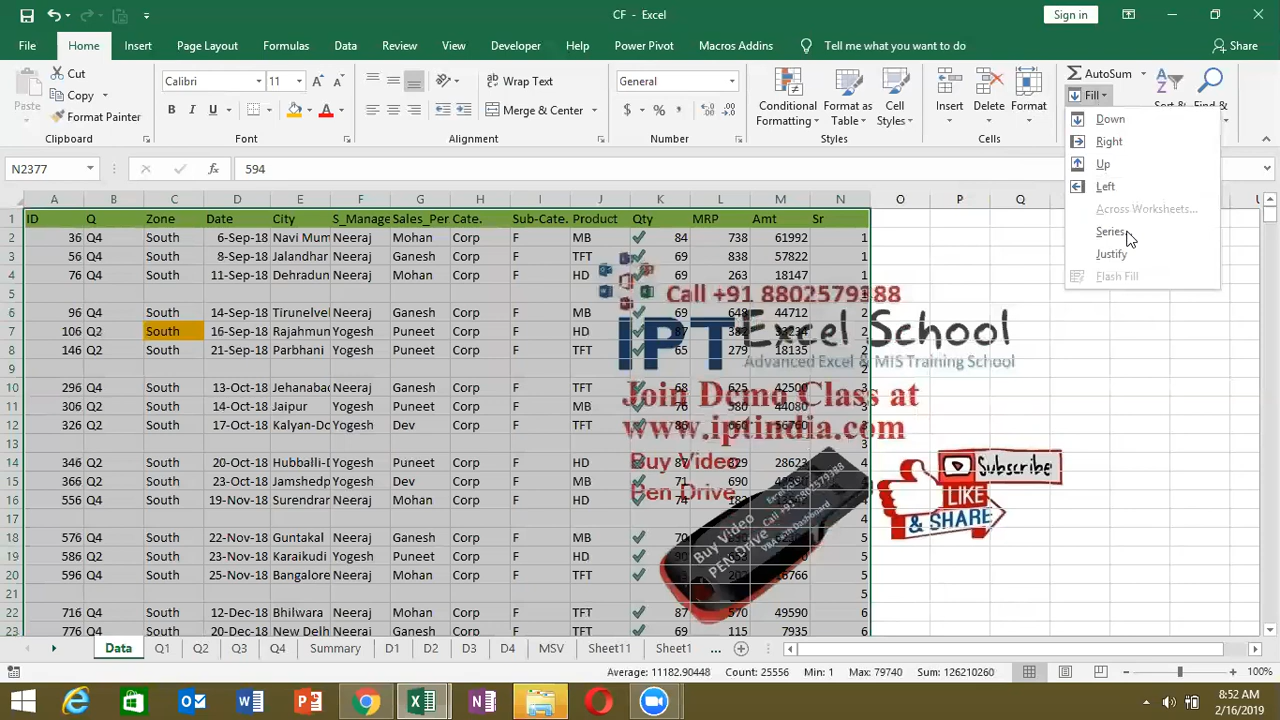 CF - Excel
Sign in
File Home Insert Page Layout Formulas Data Review View Developer Help Power Pivot Macros Addins Tell me what you want to do Share
Paste Cut Copy Format Painter Clipboard
Calibri 11 Font
Wrap Text Merge & Center Alignment
General Number
Conditional Formatting Format as Table Cell Styles Styles
Insert Delete Format Cells
AutoSum Fill
Down
Right
Up
Left
Across Worksheets...
Series...
Justify
Flash Fill
N2377 594
A B C D E F G H I J K L M N O P Q
1 ID Q Zone Date City S_Manage Sales_Per Cate. Sub-Cate. Product Qty MRP Amt Sr
2 36 Q4 South 6-Sep-18 Navi Mum Neeraj Mohan Corp F MB 84 738 61992 1
3 56 Q4 South 8-Sep-18 Jalandhar Neeraj Ganesh Corp F TFT 69 838 57822 1
4 76 Q4 South 11-Sep-18 Dehradun Neeraj Mohan Corp F HD 69 263 18147 1
5 1
6 96 Q4 South 14-Sep-18 Tirunelvel Neeraj Ganesh Corp F MB 69 648 44712 2
7 106 Q2 South 16-Sep-18 Rajahmun Yogesh Puneet Corp F HD 87 382 33234 2
8 146 Q2 South 21-Sep-18 Parbhani Yogesh Puneet Corp F TFT 65 279 18135 2
9 2
10 296 Q2 South 13-Oct-18 Jehanabad Yogesh Ganesh Corp F TFT 68 625 42500 3
11 306 Q2 South 14-Oct-18 Jaipur Yogesh Puneet Corp F MB 76 580 44080 3
12 326 Q2 South 17-Oct-18 Kalyan-Do Yogesh Dev Corp F TFT 86 660 56760 3
13 3
14 346 Q2 South 20-Oct-18 Hubballi-D Yogesh Puneet Corp F HD 87 329 28623 4
15 366 Q2 South 23-Oct-18 Jamshedp Yogesh Dev Corp F MB 71 690 4
16 556 Q4 South 19-Nov-18 Surendran Neeraj Mohan Corp F HD 74 4
17 4
18 576 Q4 South 22-Nov-18 Guntakal Neeraj Mohan Corp F MB 5
19 586 Q2 South 23-Nov-18 Karaikudi Yogesh Puneet Corp F TFT 5
20 596 Q4 South 25-Nov-18 Bangalore Neeraj Mohan Corp F TFT 5
21 5
22 716 Q4 South 12-Dec-18 Bhilwara Neeraj Mohan Corp F TFT 87 570 49590 6
23 776 Q4 South 20-Dec-18 New Delh Neeraj Ganesh Corp F MB 69 115 7935 6
Call +91 8802579388
IPT Excel School
Advanced Excel & MIS Training School
Join Demo Class at
www.iptindia.com
Buy Video
Pen Drive
Buy Video
PEN Drive
Subscribe
LIKE
& SHARE
Data Q1 Q2 Q3 Q4 Summary D1 D2 D3 D4 MSV Sheet11 Sheet1 ...
Average: 11182.90448 Count: 25556 Min: 1 Max: 79740 Sum: 126210260 100%
8:52 AM
2/16/2019